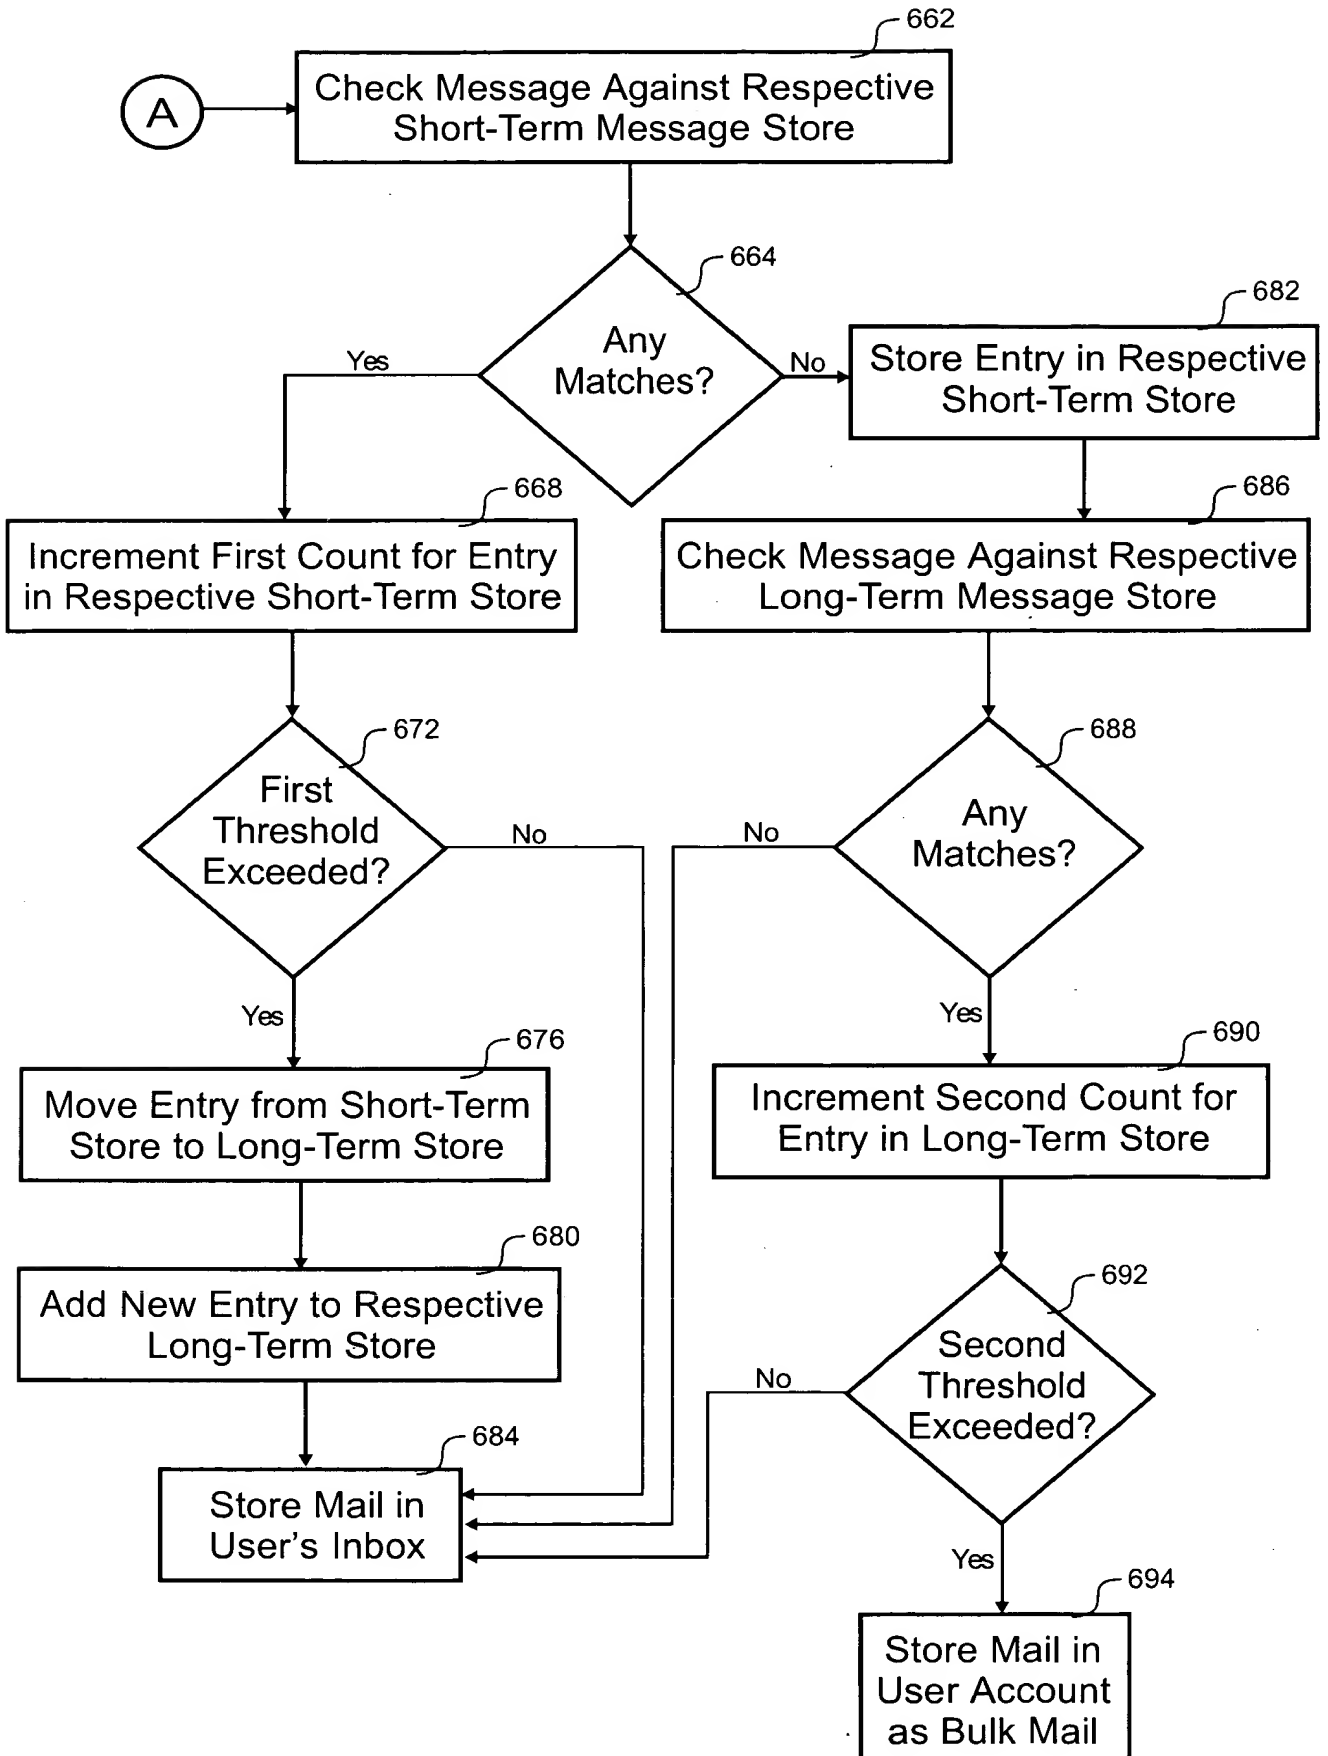 662
A
Check Message Against Respective
Short-Term Message Store
664
Any
Matches?
Yes
No
682
Store Entry in Respective
Short-Term Store
668
Increment First Count for Entry
in Respective Short-Term Store
686
Check Message Against Respective
Long-Term Message Store
672
First
Threshold
Exceeded?
No
Yes
688
Any
Matches?
No
Yes
676
Move Entry from Short-Term
Store to Long-Term Store
690
Increment Second Count for
Entry in Long-Term Store
680
Add New Entry to Respective
Long-Term Store
692
Second
Threshold
Exceeded?
No
Yes
684
Store Mail in
User's Inbox
694
Store Mail in
User Account
as Bulk Mail